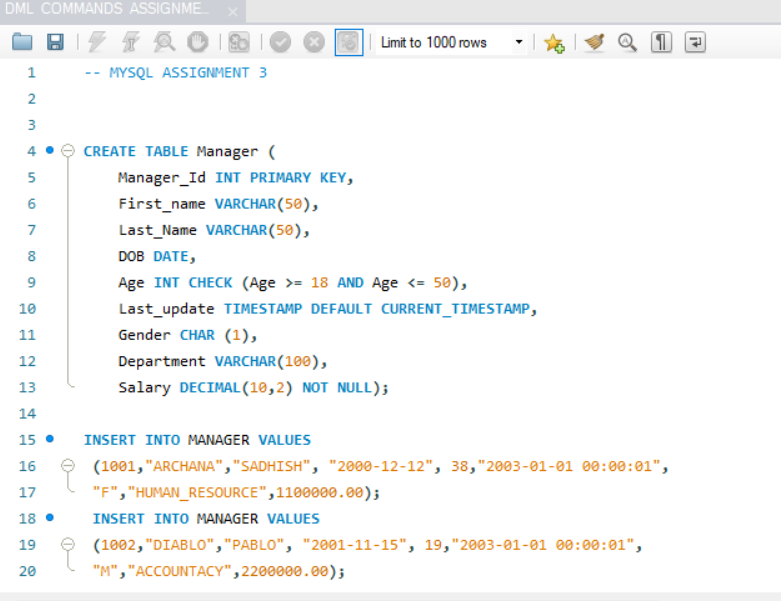 DML COMMANDS ASSIGNME...
Limit to 1000 rows
1 -- MYSQL ASSIGNMENT 3
2
3
4 CREATE TABLE Manager (
5 Manager_Id INT PRIMARY KEY,
6 First_name VARCHAR(50),
7 Last_Name VARCHAR(50),
8 DOB DATE,
9 Age INT CHECK (Age >= 18 AND Age <= 50),
10 Last_update TIMESTAMP DEFAULT CURRENT_TIMESTAMP,
11 Gender CHAR (1),
12 Department VARCHAR(100),
13 Salary DECIMAL(10,2) NOT NULL);
14
15 INSERT INTO MANAGER VALUES
16 (1001,"ARCHANA","SADHISH", "2000-12-12", 38,"2003-01-01 00:00:01",
17 "F","HUMAN_RESOURCE",1100000.00);
18 INSERT INTO MANAGER VALUES
19 (1002,"DIABLO","PABLO", "2001-11-15", 19,"2003-01-01 00:00:01",
20 "M","ACCOUNTACY",2200000.00);